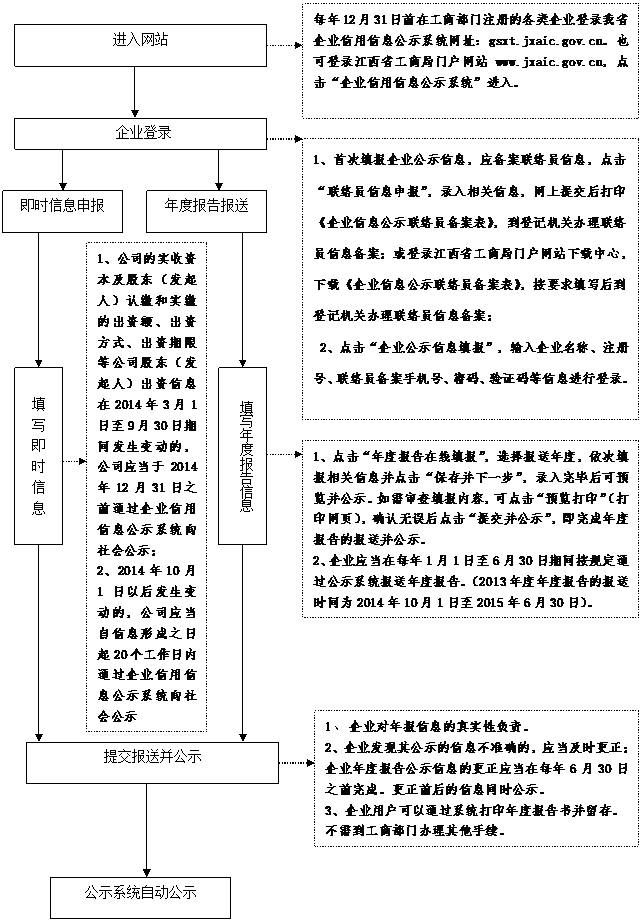 进入网站
每年12月31日前在工商部门注册的各类企业登录我省
企业信用信息公示系统网址：gsxt.jxaic.gov.cn。也
可登录江西省工商局门户网站 www.jxaic.gov.cn，点
击“企业信用信息公示系统”进入。
企业登录
1、首次填报企业公示信息，应备案联络员信息，点击
“联络员信息申报”，录入相关信息，网上提交后打印
《企业信息公示联络员备案表》，到登记机关办理联络
员信息备案；或登录江西省工商局门户网站下载中心，
下载《企业信息公示联络员备案表》，按要求填写后到
登记机关办理联络员信息备案；
2、点击“企业公示信息填报”，输入企业名称、注册
号、联络员备案手机号、密码、验证码等信息进行登录。
即时信息申报
年度报告报送
填写即时信息
1、公司的实收资
本及股东（发起
人）认缴和实缴
的出资额、出资
方式、出资期限
等公司股东（发
起人）出资信息
在2014年3月1
日至9月30日期
间发生变动的，
公司应当于2014
年12月31日之
前通过企业信用
信息公示系统向
社会公示；
2、2014年10月
1日以后发生变
动的，公司应当
自信息形成之日
起20个工作日内
通过企业信用信
息公示系统向社
会公示
填写年度报告信息
1、点击“年度报告在线填报”，选择报送年度，依次填
报相关信息并点击“保存并下一步”，录入完毕后可预
览并公示。如需审查填报内容，可点击“预览打印”（打
印网页），确认无误后点击“提交并公示”，即完成年度
报告的报送并公示。
2、企业应当在每年1月1日至6月30日期间按规定通
过公示系统报送年度报告。（2013年度年度报告的报送
时间为2014年10月1日至2015年6月30日）。
提交报送并公示
1、 企业对年报信息的真实性负责。
2、企业发现其公示的信息不准确的，应当及时更正；
企业年度报告公示信息的更正应当在每年6月30日
之前完成。更正前后的信息同时公示。
3、企业用户可以通过系统打印年度报告书并留存。
不需到工商部门办理其他手续。
公示系统自动公示